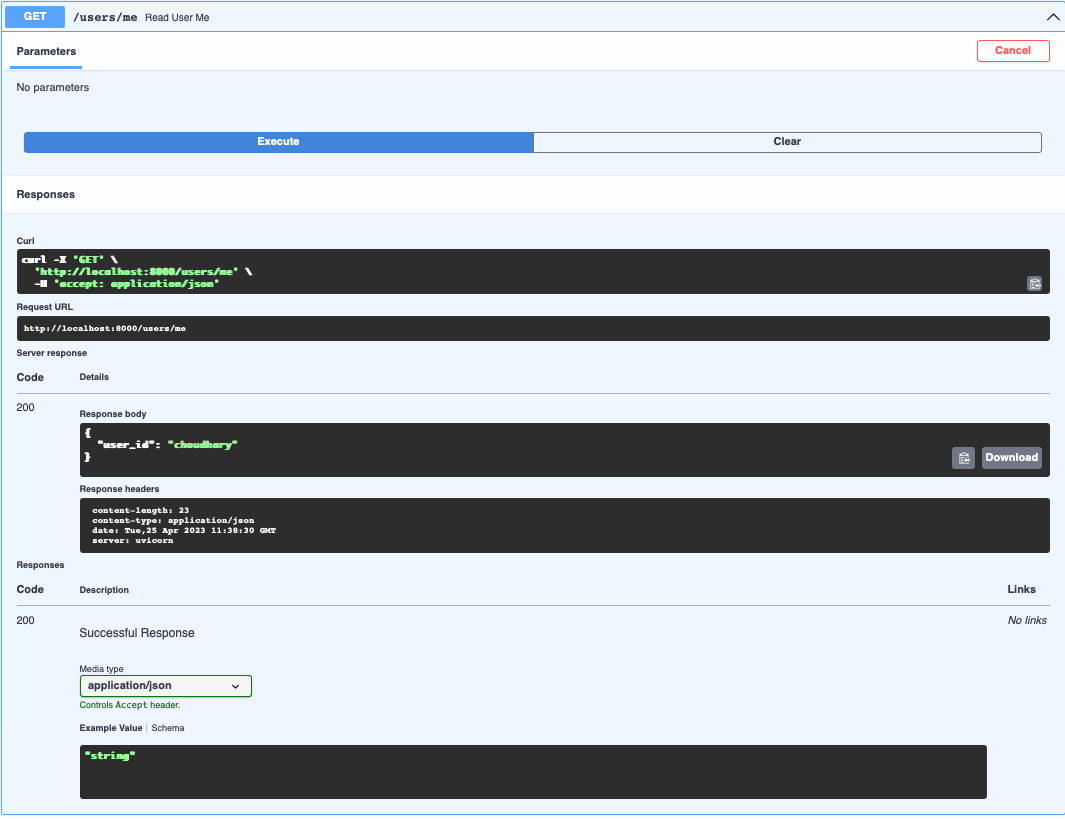 GET /users/me Read User Me
Parameters
Cancel
No parameters
Execute
Clear
Responses
Curl
curl -X 'GET' \
'http://localhost:8000/users/me' \
-H 'accept: application/json'
Request URL
http://localhost:8000/users/me
Server response
Code Details
200
Response body
{
"user_id": "choudhary"
}
Download
Response headers
content-length: 23
content-type: application/json
date: Tue,25 Apr 2023 11:38:30 GMT
server: uvicorn
Responses
Code Description Links
200
Successful Response
No links
Media type
application/json
Controls Accept header.
Example Value Schema
"string"